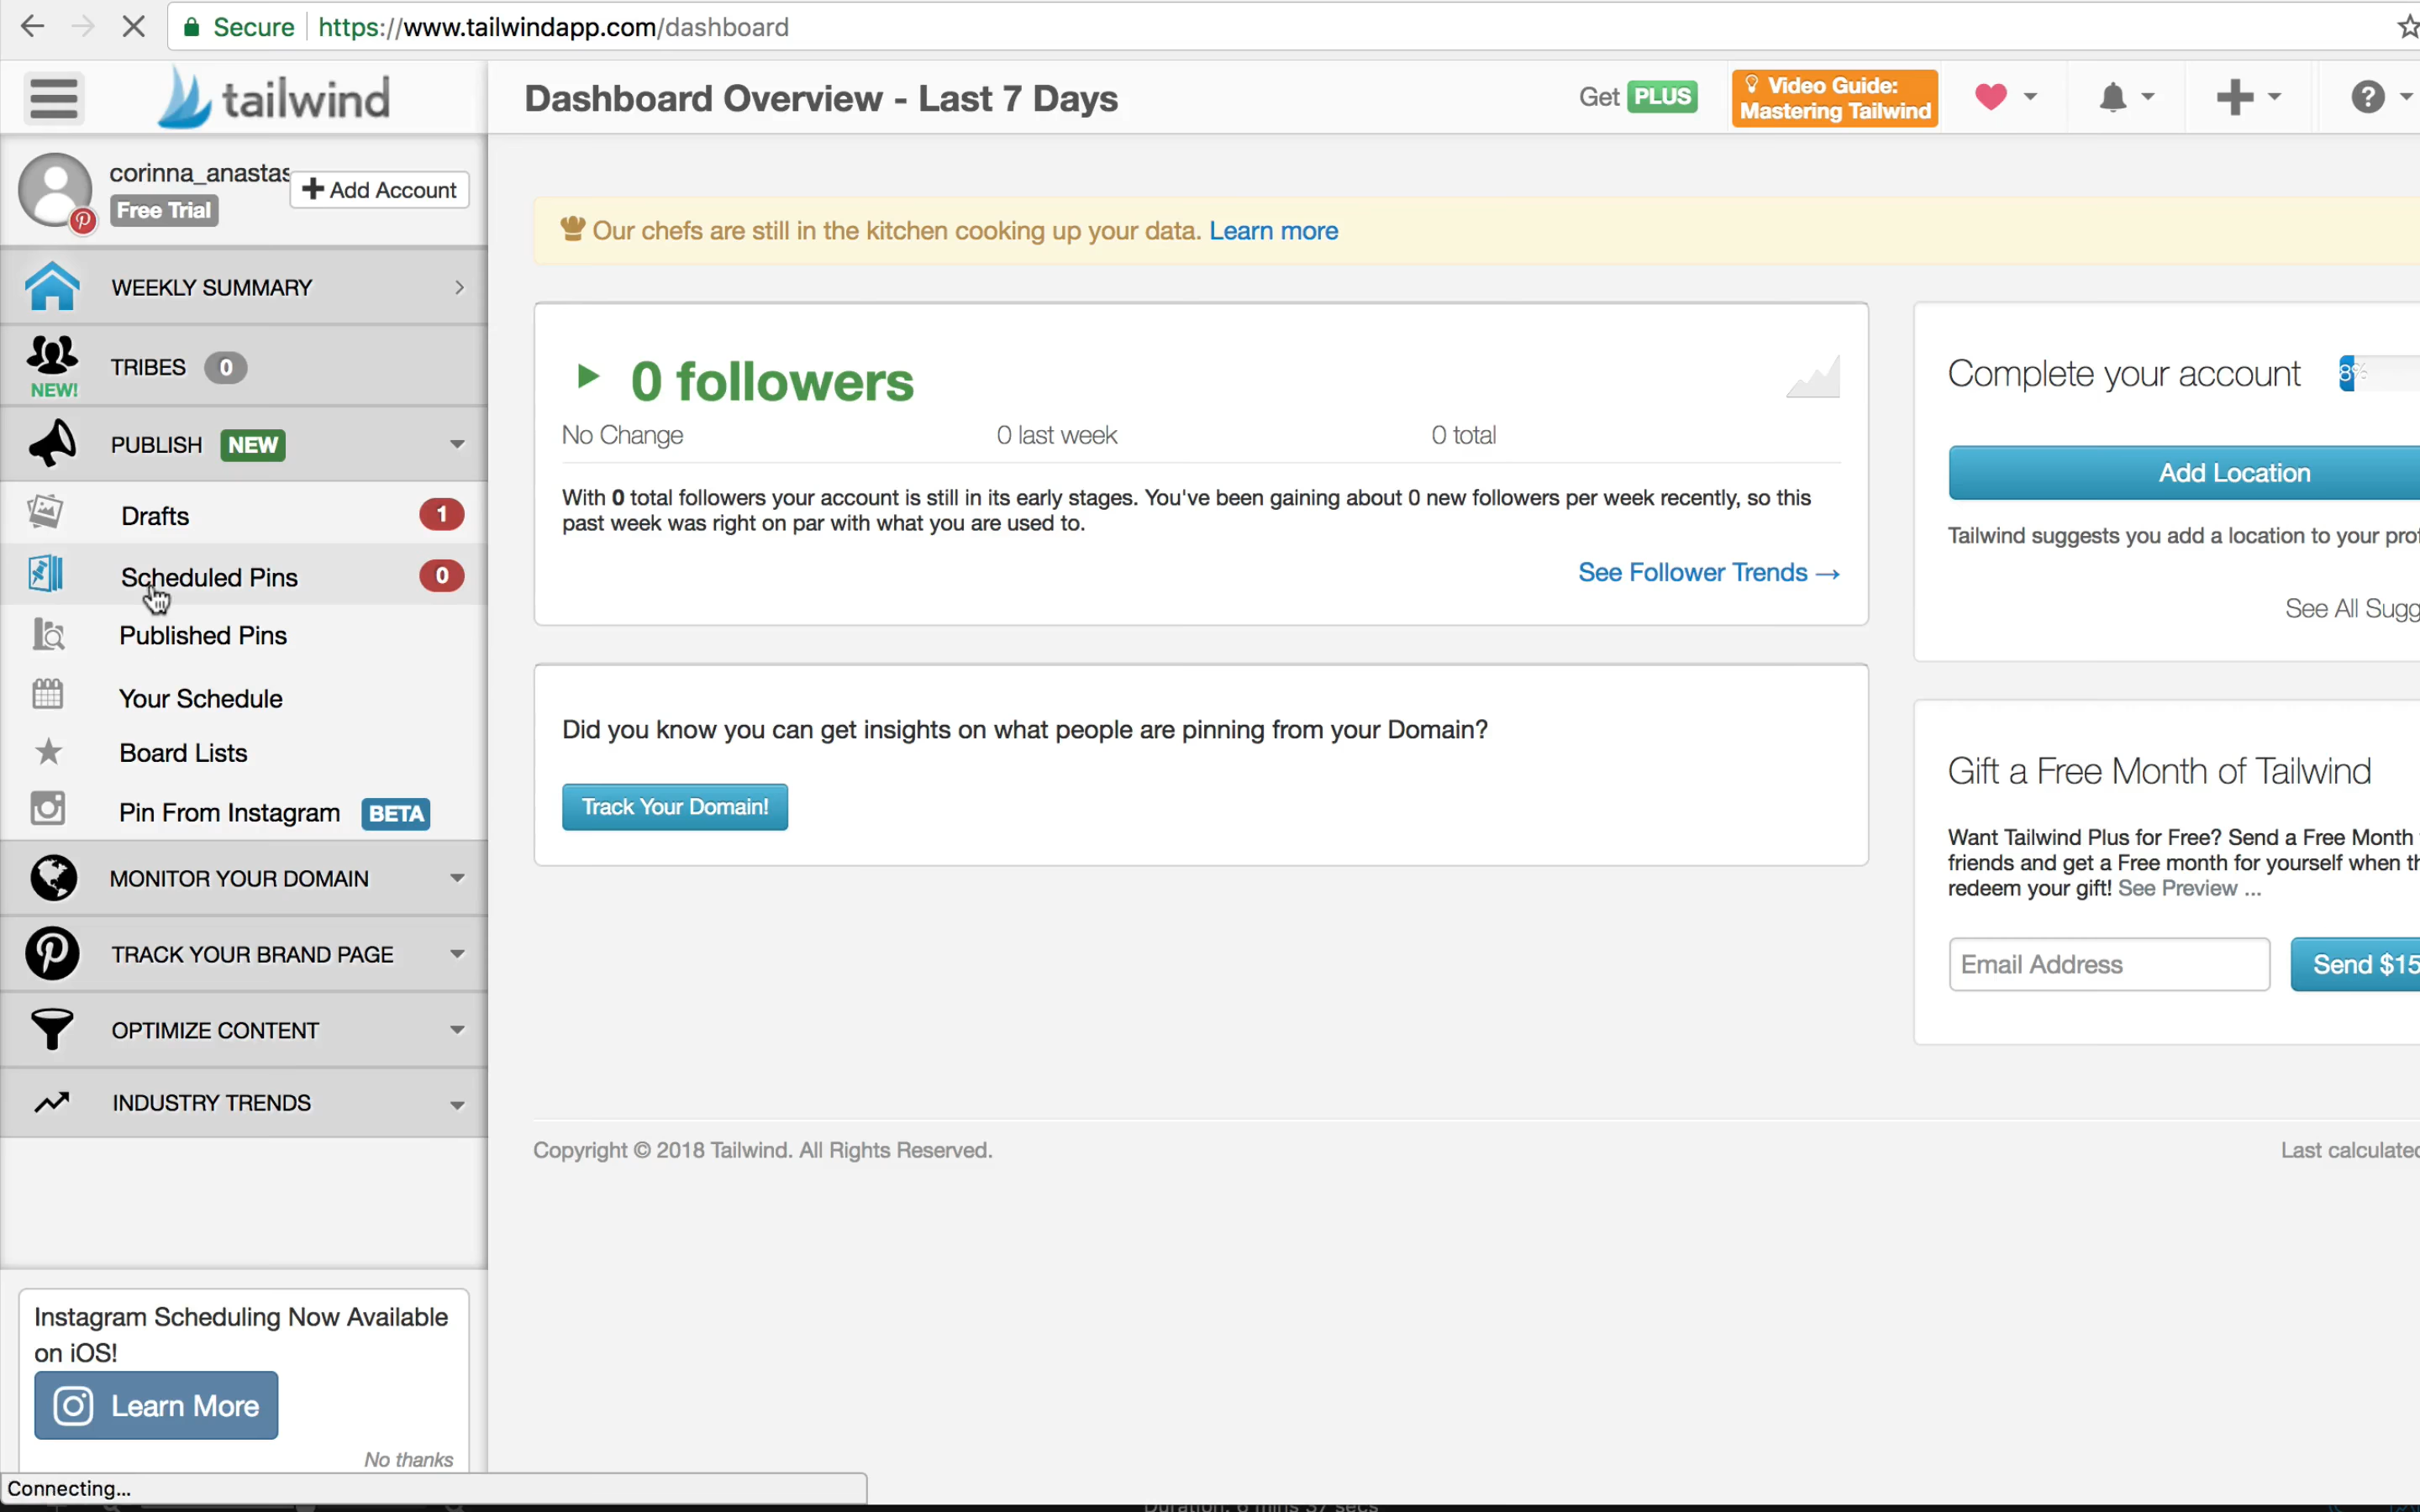 Secure https://www.tailwindapp.com/dashboard
tailwind
Dashboard Overview - Last 7 Days
Get PLUS
Video Guide:
Mastering Tailwind
corinna_anastas
Free Trial
Add Account
WEEKLY SUMMARY
TRIBES 0
NEW!
PUBLISH NEW
Drafts 1
Scheduled Pins 0
Published Pins
Your Schedule
Board Lists
Pin From Instagram BETA
MONITOR YOUR DOMAIN
TRACK YOUR BRAND PAGE
OPTIMIZE CONTENT
INDUSTRY TRENDS
Instagram Scheduling Now Available
on iOS!
Learn More
No thanks
Connecting...
Our chefs are still in the kitchen cooking up your data. Learn more
0 followers
No Change 0 last week 0 total
With 0 total followers your account is still in its early stages. You've been gaining about 0 new followers per week recently, so this
past week was right on par with what you are used to.
See Follower Trends →
Did you know you can get insights on what people are pinning from your Domain?
Track Your Domain!
Complete your account 8%
Add Location
Tailwind suggests you add a location to your prof
See All Sugg
Gift a Free Month of Tailwind
Want Tailwind Plus for Free? Send a Free Month
friends and get a Free month for yourself when th
redeem your gift! See Preview ...
Email Address
Send $15
Copyright © 2018 Tailwind. All Rights Reserved.
Last calculated
Duration: 6 mins 37 secs